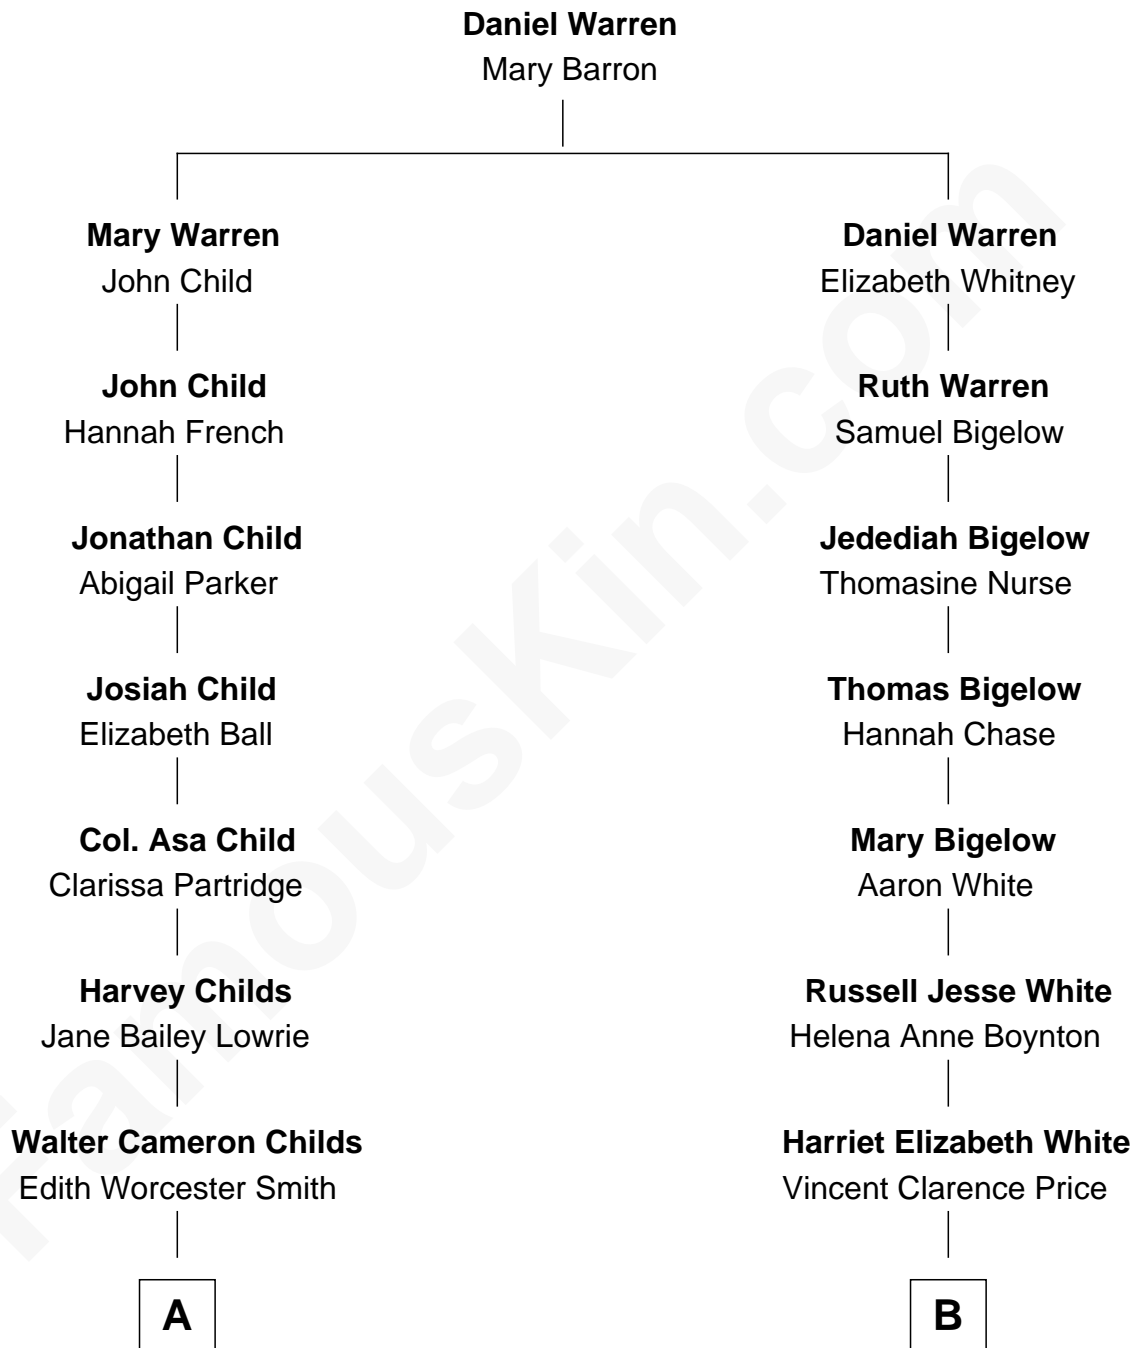 Daniel Warren
Mary Barron
Mary Warren
John Child
Daniel Warren
Elizabeth Whitney
John Child
Hannah French
Ruth Warren
Samuel Bigelow
Jonathan Child
Abigail Parker
Jedediah Bigelow
Thomasine Nurse
Josiah Child
Elizabeth Ball
Thomas Bigelow
Hannah Chase
Col. Asa Child
Clarissa Partridge
Mary Bigelow
Aaron White
Harvey Childs
Jane Bailey Lowrie
Russell Jesse White
Helena Anne Boynton
Walter Cameron Childs
Edith Worcester Smith
Harriet Elizabeth White
Vincent Clarence Price
A
B
FamousKin.com